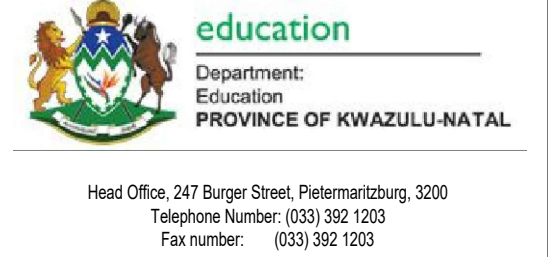 education
Department:
Education
PROVINCE OF KWAZULU-NATAL
Head Office, 247 Burger Street, Pietermaritzburg, 3200
Telephone Number: (033) 392 1203
Fax number: (033) 392 1203